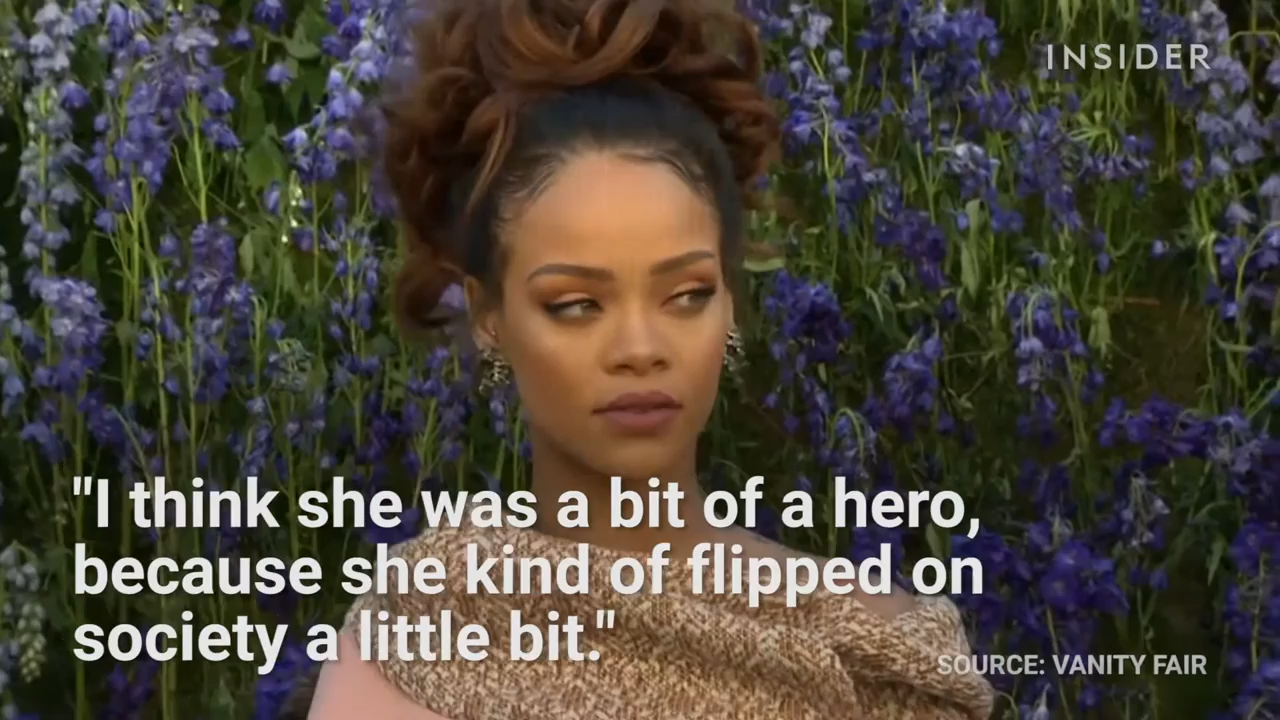 INSIDER
"I think she was a bit of a hero,
because she kind of flipped on
society a little bit."
SOURCE: VANITY FAIR